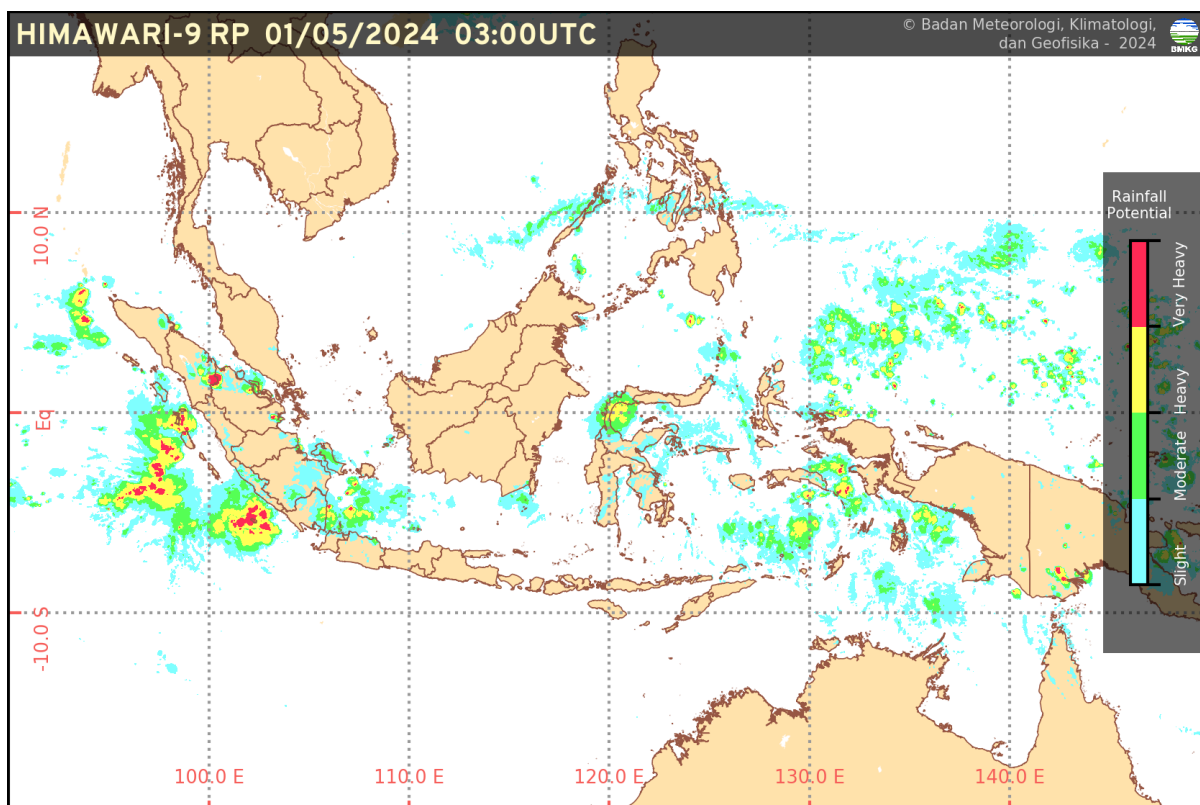 HIMAWARI-9 RP 01/05/2024 03:00UTC
© Badan Meteorologi, Klimatologi,
dan Geofisika - 2024
BMKG
Rainfall
Potential
Very Heavy
Heavy
Moderate
Slight
10.0 N
Eq
-10.0 S
100.0 E
110.0 E
120.0 E
130.0 E
140.0 E